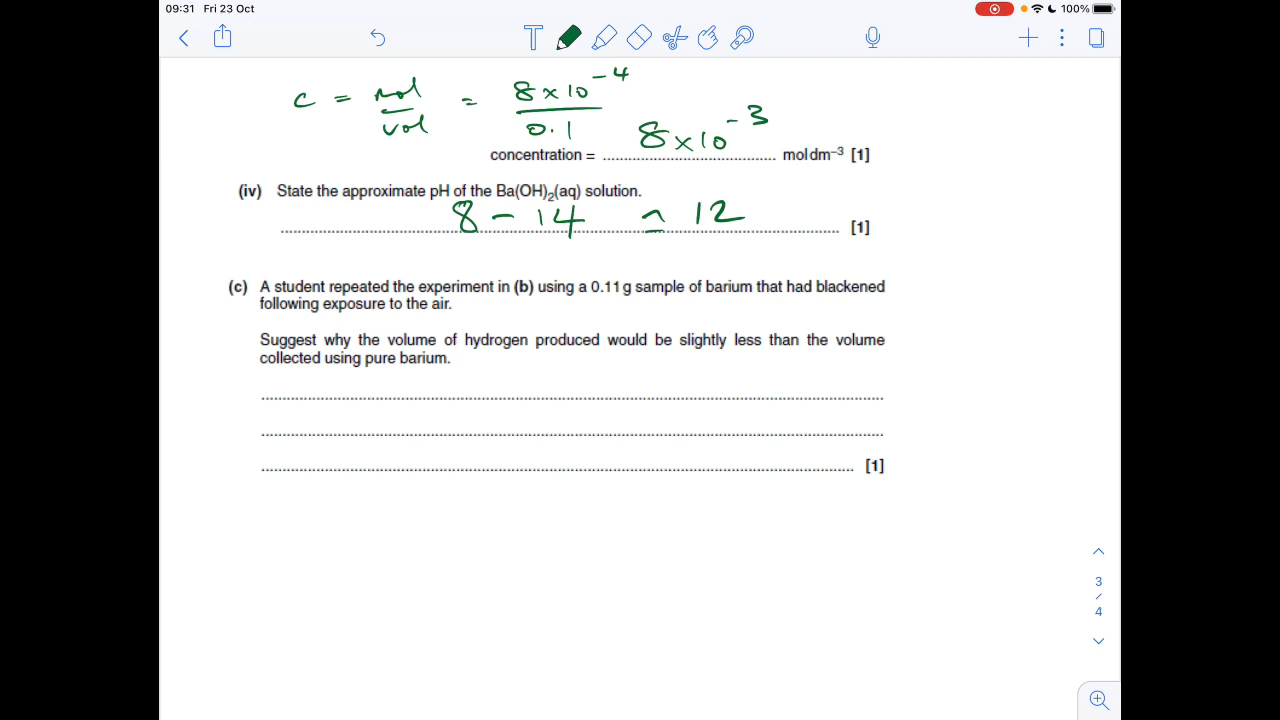 09:31 Fri 23 Oct 100%
T
c = mol/vol = 8 × 10⁻⁴/0.1
8 × 10⁻³
concentration = ............ mol dm⁻³ [1]
(iv) State the approximate pH of the Ba(OH)₂(aq) solution.
8 – 14 ≃ 12
[1]
(c) A student repeated the experiment in (b) using a 0.11 g sample of barium that had blackened
following exposure to the air.
Suggest why the volume of hydrogen produced would be slightly less than the volume
collected using pure barium.
[1]
3
/
4